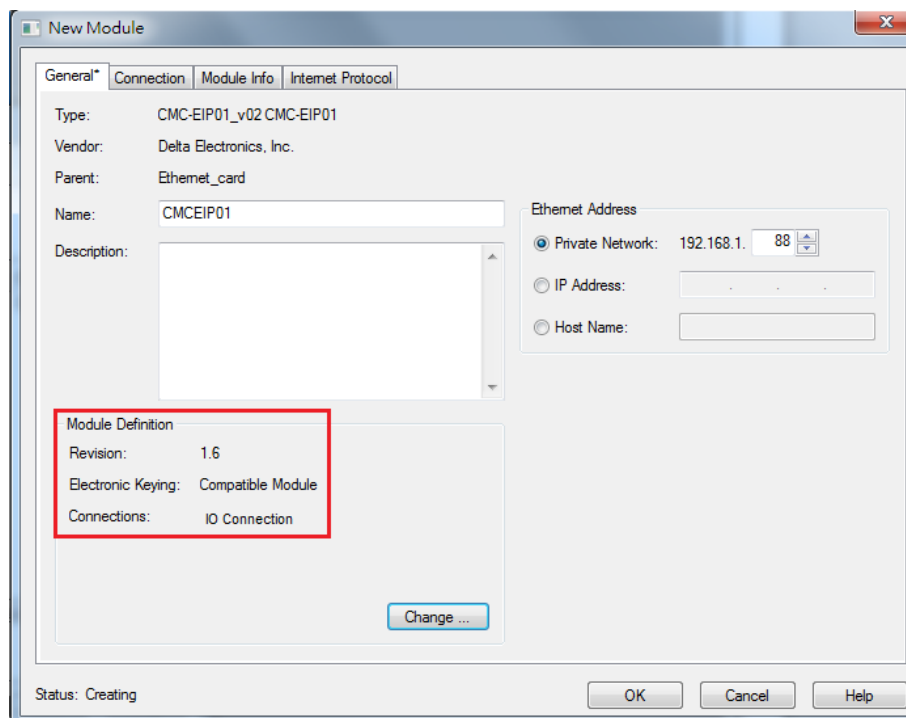 New Module
General* Connection Module Info Internet Protocol
Type: CMC-EIP01_v02 CMC-EIP01
Vendor: Delta Electronics, Inc.
Parent: Ethernet_card
Name: CMCEIP01
Description:
Ethernet Address
Private Network: 192.168.1. 88
IP Address: . . .
Host Name:
Module Definition
Revision: 1.6
Electronic Keying: Compatible Module
Connections: IO Connection
Change ...
Status: Creating
OK Cancel Help